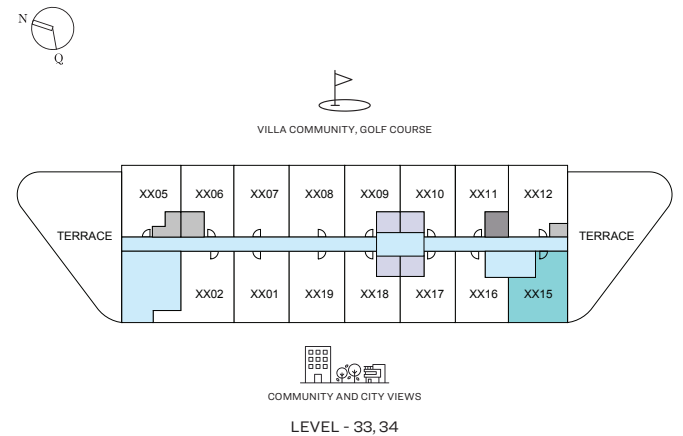 N
Q
VILLA COMMUNITY, GOLF COURSE
XX05 XX06 XX07 XX08 XX09 XX10 XX11 XX12
TERRACE TERRACE
XX02 XX01 XX19 XX18 XX17 XX16 XX15
COMMUNITY AND CITY VIEWS
LEVEL - 33, 34